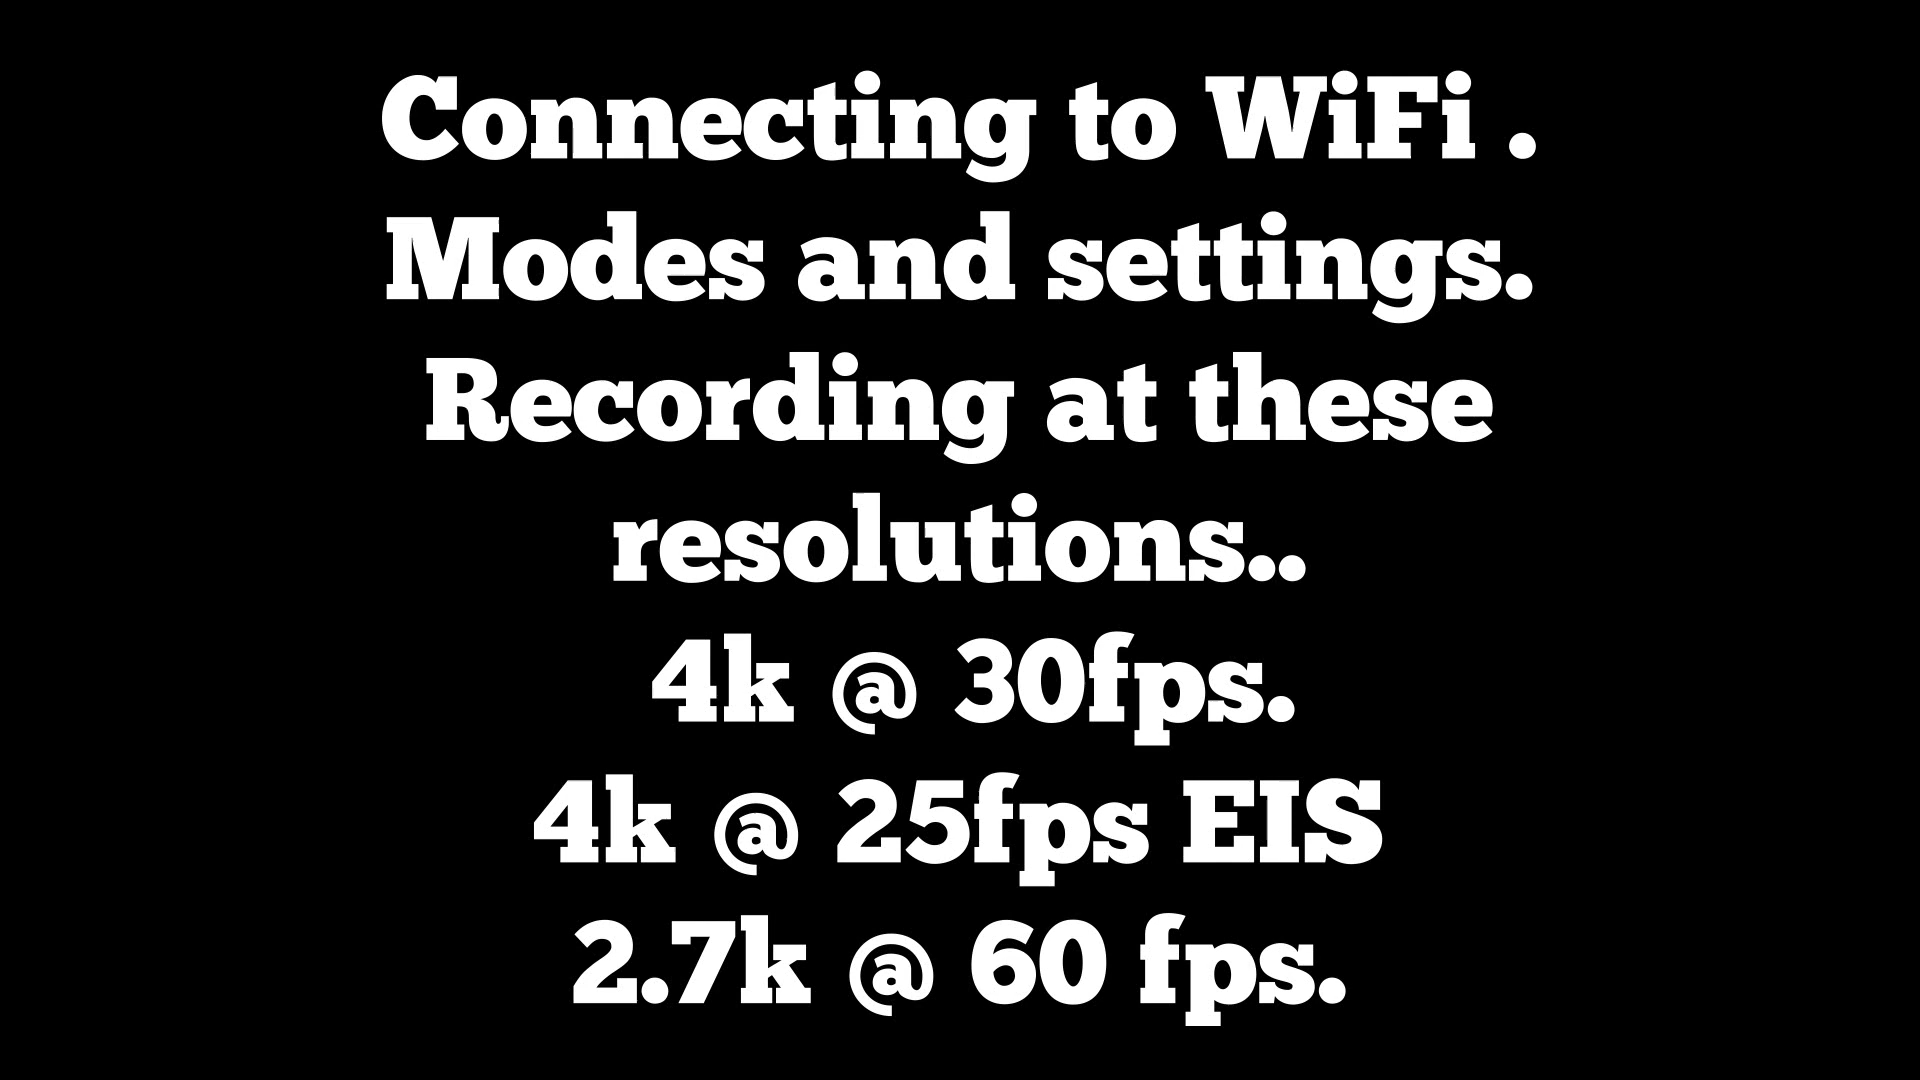 Connecting to WiFi .
Modes and settings.
Recording at these
resolutions..
4k @ 30fps.
4k @ 25fps EIS
2.7k @ 60 fps.